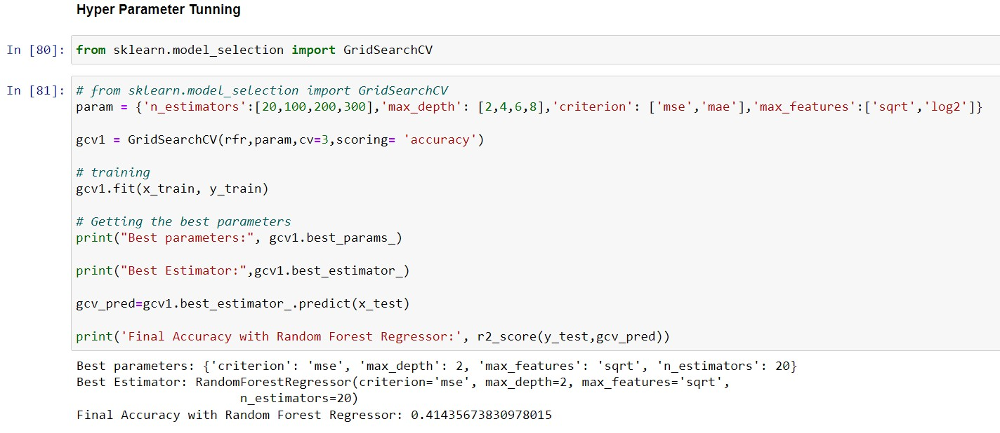 Hyper Parameter Tunning
In [80]: from sklearn.model_selection import GridSearchCV
In [81]: # from sklearn.model_selection import GridSearchCV
param = {'n_estimators':[20,100,200,300],'max_depth': [2,4,6,8],'criterion': ['mse','mae'],'max_features':['sqrt','log2']}
gcv1 = GridSearchCV(rfr,param,cv=3,scoring= 'accuracy')
# training
gcv1.fit(x_train, y_train)
# Getting the best parameters
print("Best parameters:", gcv1.best_params_)
print("Best Estimator:",gcv1.best_estimator_)
gcv_pred=gcv1.best_estimator_.predict(x_test)
print('Final Accuracy with Random Forest Regressor:', r2_score(y_test,gcv_pred))
Best parameters: {'criterion': 'mse', 'max_depth': 2, 'max_features': 'sqrt', 'n_estimators': 20}
Best Estimator: RandomForestRegressor(criterion='mse', max_depth=2, max_features='sqrt',
n_estimators=20)
Final Accuracy with Random Forest Regressor: 0.41435673830978015